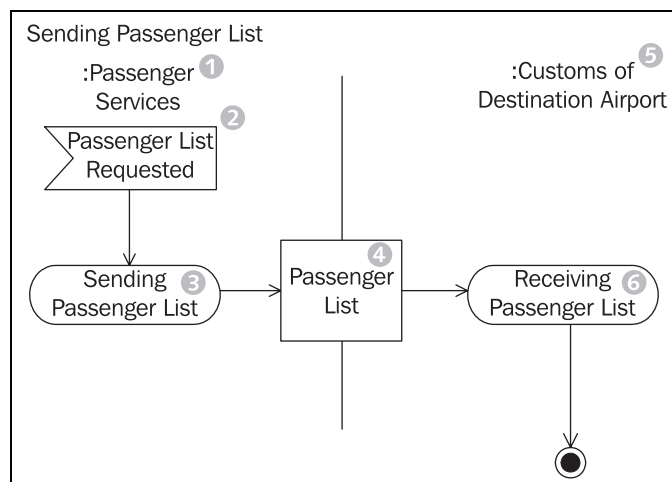 Sending Passenger List
:Passenger 1
Services
2
Passenger List
Requested
Sending 3
Passenger List
4
Passenger
List
:Customs of 5
Destination Airport
Receiving 6
Passenger List